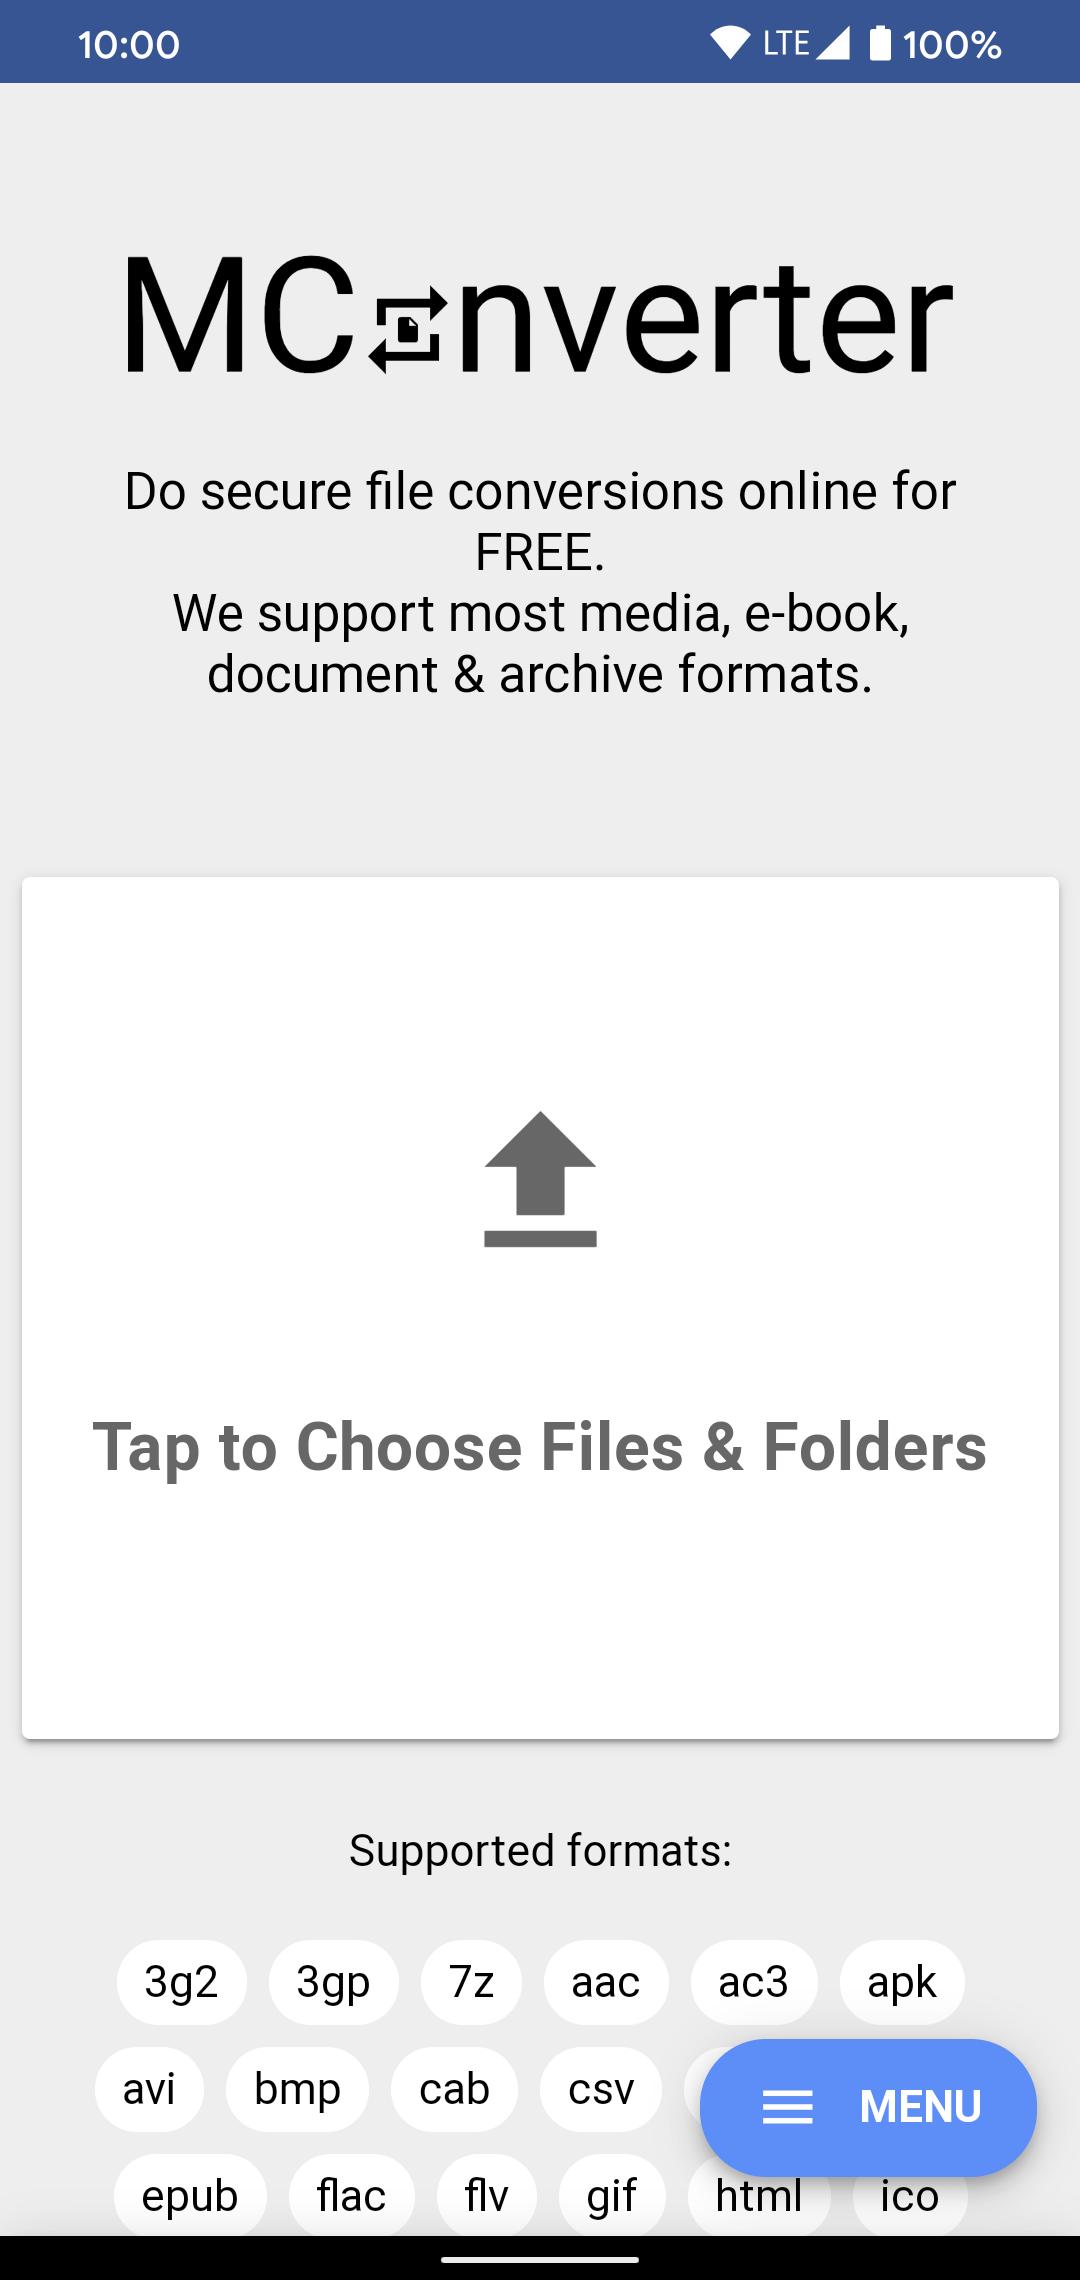 10:00 LTE 100%
MConverter
Do secure file conversions online for
FREE.
We support most media, e-book,
document & archive formats.
Tap to Choose Files & Folders
Supported formats:
3g2 3gp 7z aac ac3 apk
avi bmp cab csv
MENU
epub flac flv gif html ico